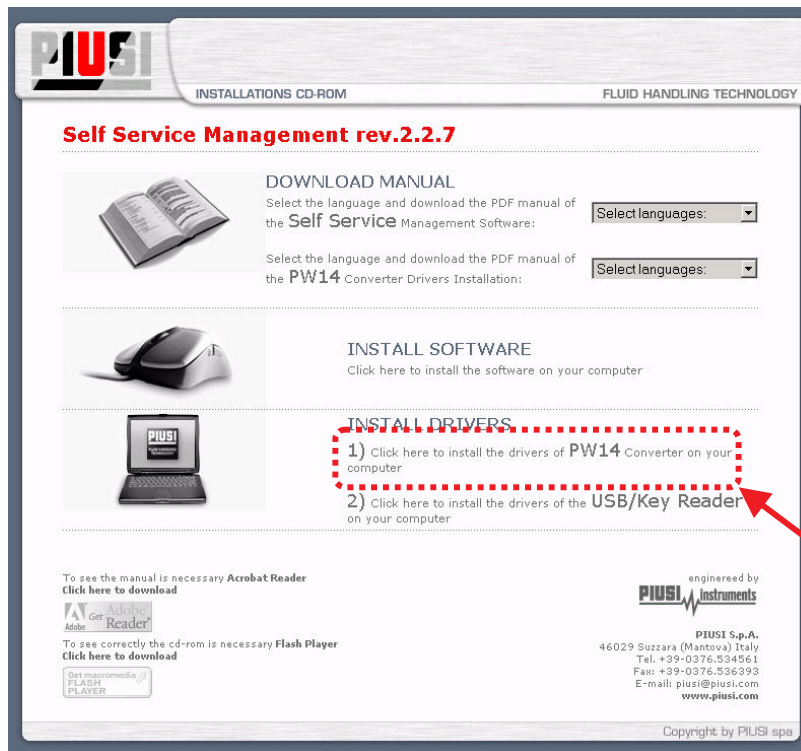 PIUSI
INSTALLATIONS CD-ROM
FLUID HANDLING TECHNOLOGY
Self Service Management rev.2.2.7
DOWNLOAD MANUAL
Select the language and download the PDF manual of
the Self Service Management Software:
Select languages:
Select the language and download the PDF manual of
the PW14 Converter Drivers Installation:
Select languages:
INSTALL SOFTWARE
Click here to install the software on your computer
PIUSI
FLUID HANDLING
TECHNOLOGY
INSTALL DRIVERS
1) Click here to install the drivers of PW14 Converter on your
computer
2) Click here to install the drivers of the USB/Key Reader
on your computer
To see the manual is necessary Acrobat Reader
Click here to download
Adobe
Get Adobe®
Reader®
To see correctly the cd-rom is necessary Flash Player
Click here to download
Get macromedia
FLASH
PLAYER
enginereed by
PIUSI instruments
PIUSI S.p.A.
46029 Suzzara (Mantova) Italy
Tel. +39-0376.534561
Fax: +39-0376.536393
E-mail: piusi@piusi.com
www.piusi.com
Copyright by PIUSI spa